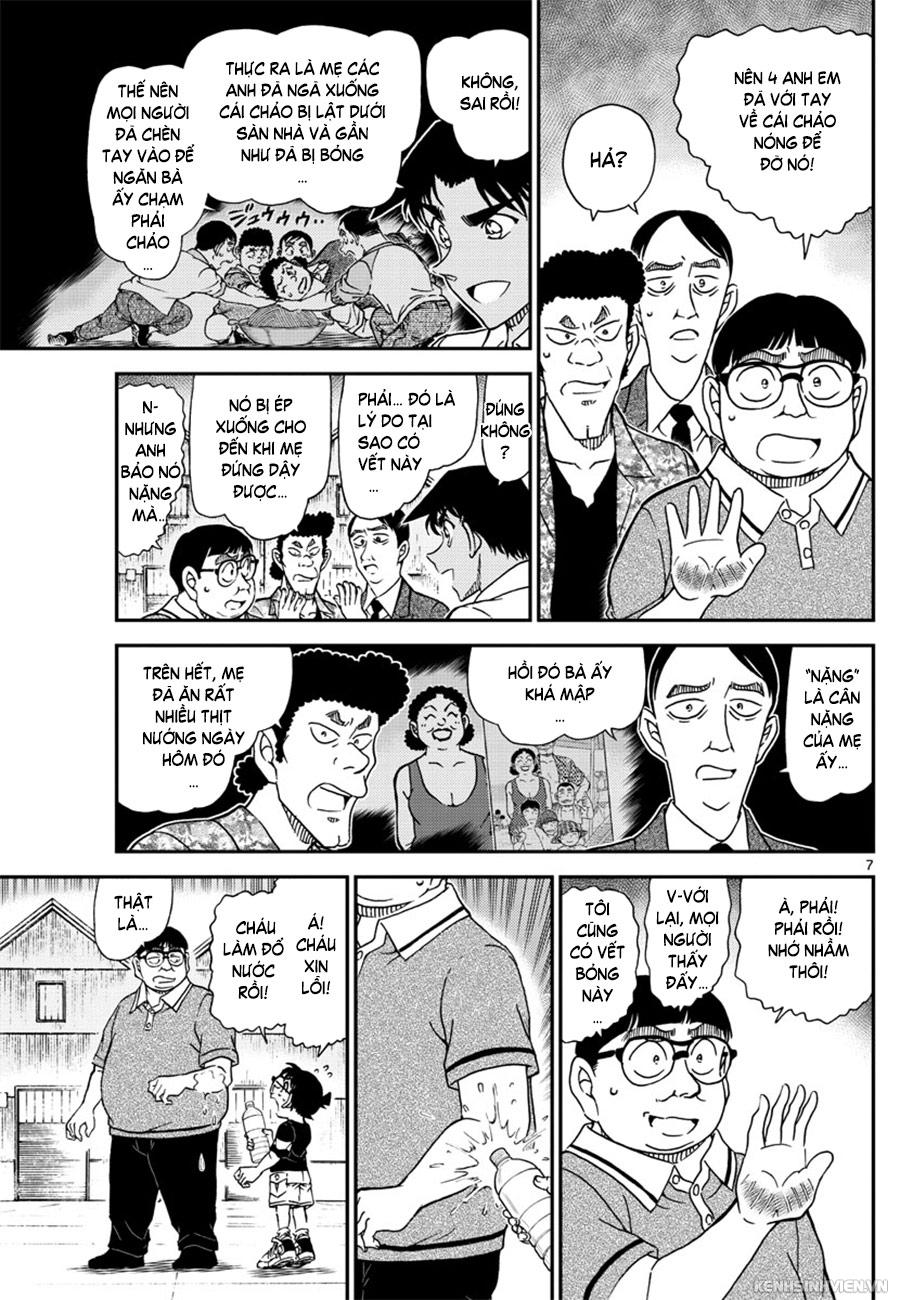 NÊN 4 ANH EM
ĐÃ VỚI TAY
VỀ CÁI CHẢO
NÓNG ĐỂ
ĐỠ NÓ!
HẢ?
KHÔNG,
SAI RỒI!
THỰC RA LÀ MẸ CÁC
ANH ĐÃ NGÃ XUỐNG
CÁI CHẢO BỊ LẬT DƯỚI
SÀN NHÀ VÀ GẦN
NHƯ ĐÃ BỊ BỎNG
...
THẾ NÊN
MỌI NGƯỜI
ĐÃ CHÈN
TAY VÀO ĐỂ
NGĂN BÀ
ẤY CHẠM
PHẢI
CHẢO
...
ジュウウゥ..
ĐÚNG
KHÔNG
?
PHẢI... ĐÓ LÀ
LÝ DO TẠI
SAO CÓ
VẾT NÀY
...
NÓ BỊ ÉP
XUỐNG CHO
ĐẾN KHI MẸ
ĐỨNG DẬY
ĐƯỢC...
N-
NHƯNG
ANH
BẢO NÓ
NẶNG
MÀ...
“NẶNG”
LÀ CÂN
NẶNG
CỦA MẸ
ẤY...
HỒI ĐÓ BÀ ẤY
KHÁ MẬP
...
TRÊN HẾT, MẸ
ĐÃ ĂN RẤT
NHIỀU THỊT
NƯỚNG NGÀY
HÔM ĐÓ
...
7
À, PHẢI!
PHẢI RỒI!
NHỚ NHẦM
THÔI!
V-VỚI
LẠI, MỌI
NGƯỜI
THẤY
ĐẤY...
TÔI
CŨNG
CÓ VẾT
BỎNG
NÀY
...
Á!
CHÁU
XIN
LỖI!
CHÁU
LÀM ĐỔ
NƯỚC
RỒI!
THẬT
LÀ...
KENHSINHVIEN.VN